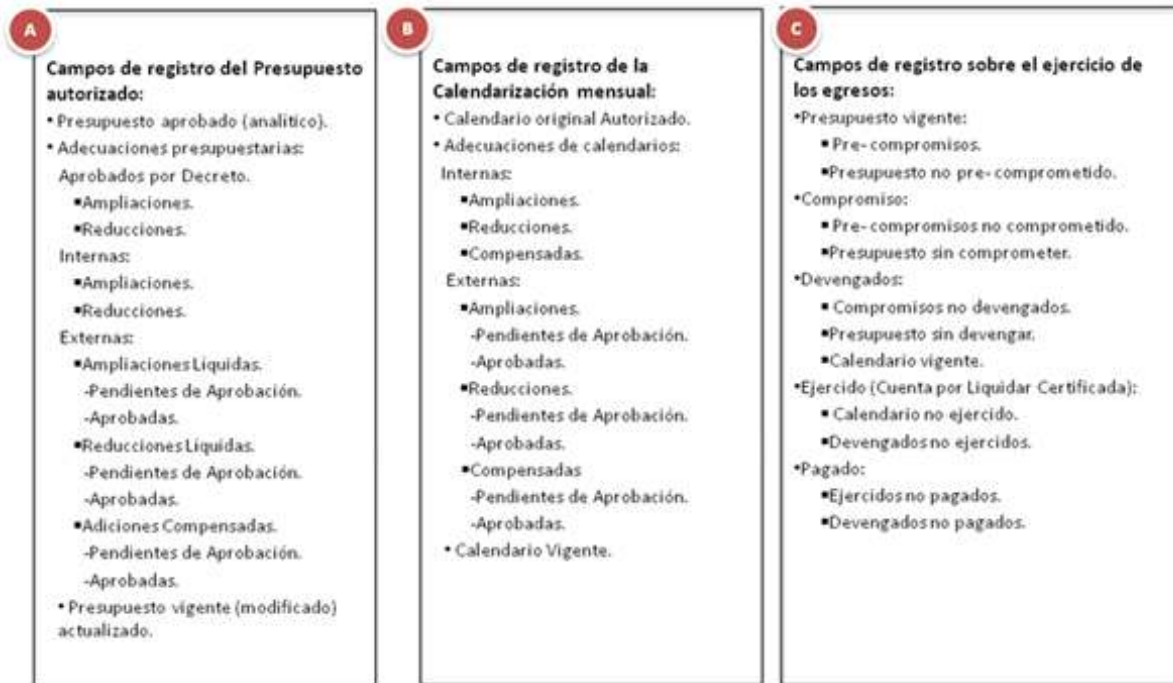 A
Campos de registro del Presupuesto
autorizado:
• Presupuesto aprobado (analitico).
• Adecuaciones presupuestarias:
Aprobados por Decreto.
▪Ampliaciones.
▪Reducciones.
Internas:
▪Ampliaciones.
▪Reducciones.
Externas:
▪Ampliaciones Liquidas.
-Pendientes de Aprobación.
-Aprobadas.
▪Reducciones Liquidas.
-Pendientes de Aprobación.
-Aprobadas.
▪Adiciones Compensadas.
-Pendientes de Aprobación.
-Aprobadas.
• Presupuesto vigente (modificado)
actualizado.
B
Campos de registro de la
Calendarización mensual:
• Calendario original Autorizado.
• Adecuaciones de calendarios:
Internas:
▪Ampliaciones.
▪Reducciones.
▪Compensadas.
Externas:
▪Ampliaciones.
-Pendientes de Aprobación.
-Aprobadas.
▪Reducciones.
-Pendientes de Aprobación.
-Aprobadas.
▪Compensadas
-Pendientes de Aprobación.
-Aprobadas.
• Calendario Vigente.
C
Campos de registro sobre el ejercicio de
los egresos:
•Presupuesto vigente:
▪ Pre- compromisos.
▪Presupuesto no pre- comprometido.
•Compromiso:
▪ Pre- compromisos no comprometido.
▪Presupuesto sin comprometer.
•Devengados:
▪ Compromisos no devengados.
▪Presupuesto sin devengar.
▪Calendario vigente.
•Ejercido (Cuenta por Liquidar Certificada):
▪ Calendario no ejercido.
▪Devengados no ejercidos.
•Pagado:
▪Ejercidos no pagados.
▪Devengados no pagados.